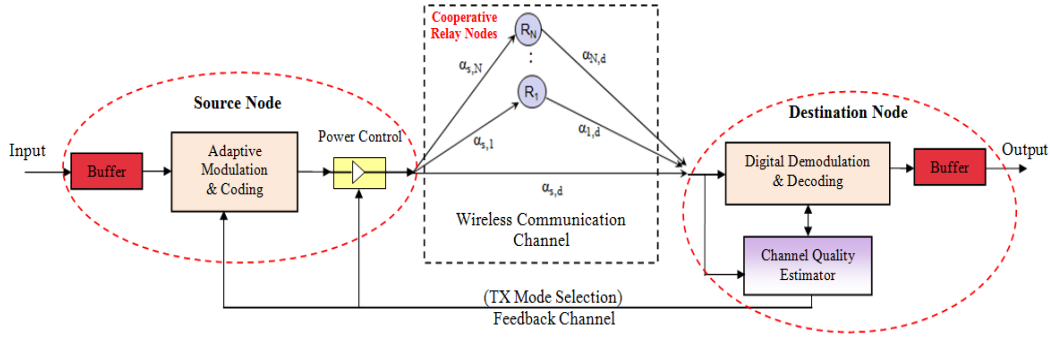 Cooperative
Relay Nodes
R_N
⋮
α_s,N
α_N,d
Source Node
R_1
Destination Node
Power Control
α_s,1
α_1,d
Input
Buffer
Adaptive
Modulation
& Coding
α_s,d
Digital Demodulation
& Decoding
Buffer
Output
Wireless Communication
Channel
Channel Quality
Estimator
(TX Mode Selection)
Feedback Channel